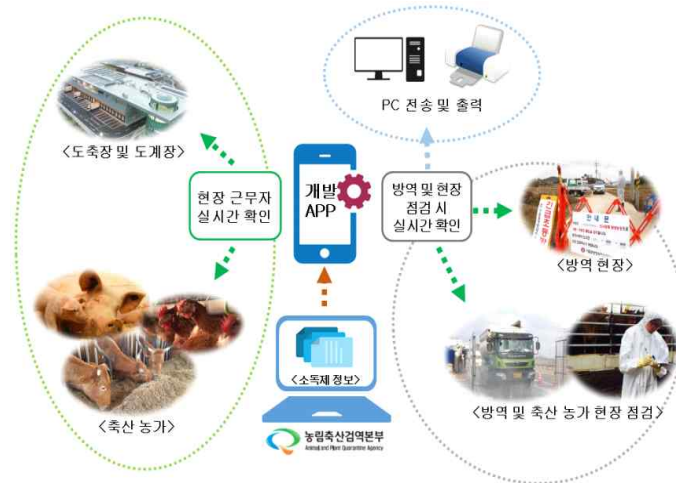 PC 전송 및 출력
<도축장 및 도계장>
현장 근무자
실시간 확인
개발
APP
방역 및 현장
점검 시
실시간 확인
안 내 문
<방역 현장>
<소독제 정보>
<축산 농가>
<방역 및 축산 농가 현장 점검>
농림축산검역본부
Animal and Plant Quarantine Agency